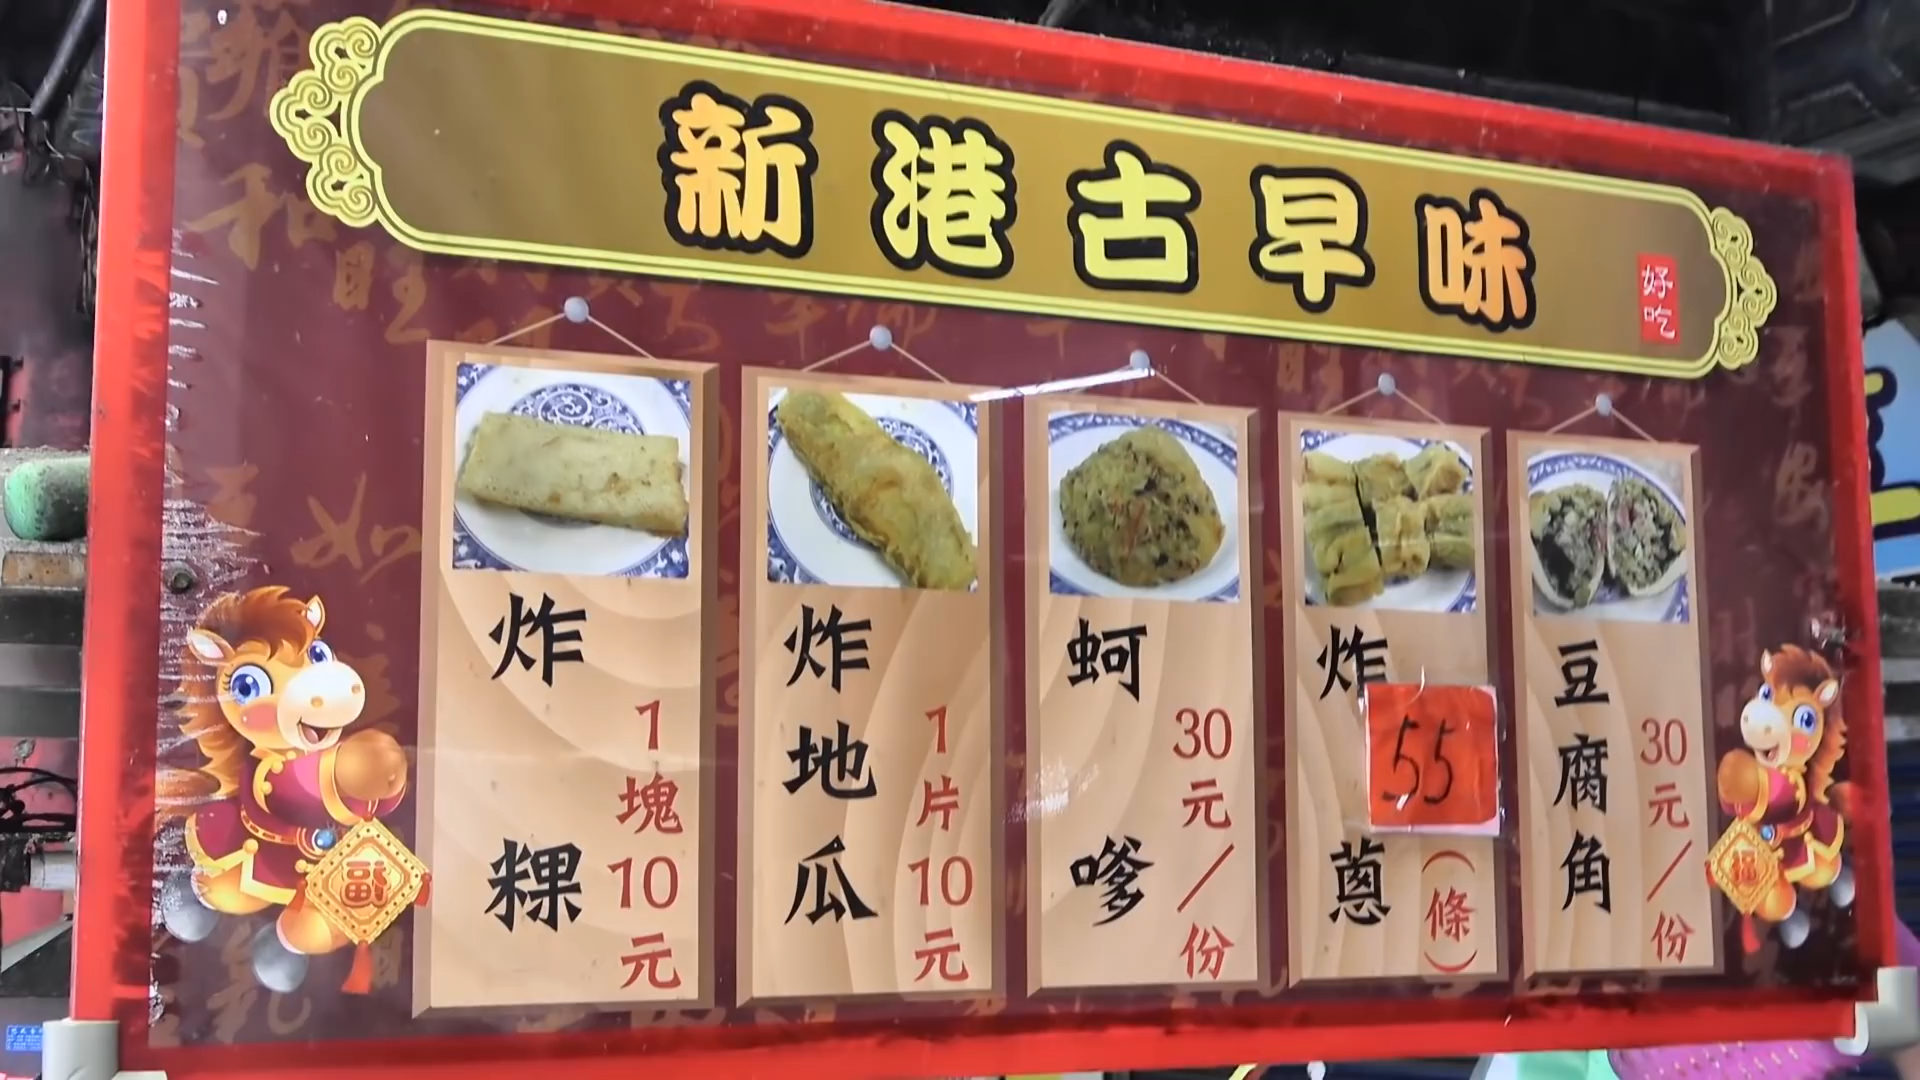 新港古早味
好吃
炸粿
1塊10元
炸地瓜
1片10元
蚵嗲
30元/份
炸
蔥
55
(條)
豆腐角
30元/份
福
福